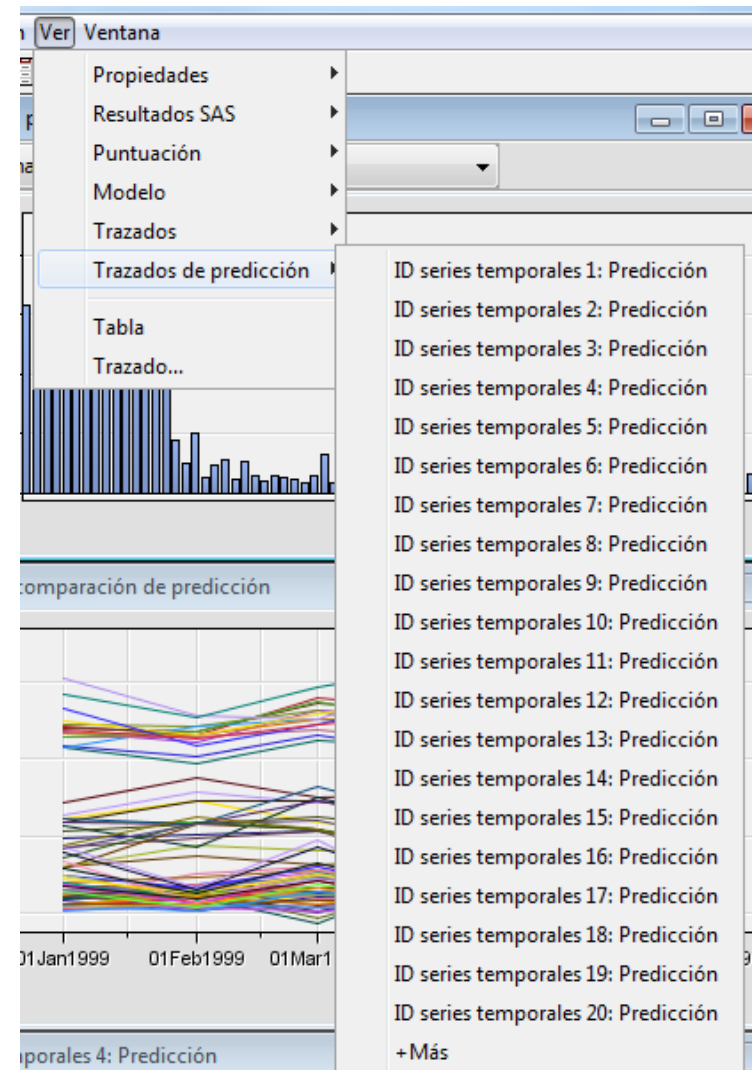 Ver Ventana
Propiedades
Resultados SAS
Puntuación
Modelo
Trazados
Trazados de predicción
Tabla
Trazado...
ID series temporales 1: Predicción
ID series temporales 2: Predicción
ID series temporales 3: Predicción
ID series temporales 4: Predicción
ID series temporales 5: Predicción
ID series temporales 6: Predicción
ID series temporales 7: Predicción
ID series temporales 8: Predicción
ID series temporales 9: Predicción
ID series temporales 10: Predicción
ID series temporales 11: Predicción
ID series temporales 12: Predicción
ID series temporales 13: Predicción
ID series temporales 14: Predicción
ID series temporales 15: Predicción
ID series temporales 16: Predicción
ID series temporales 17: Predicción
ID series temporales 18: Predicción
ID series temporales 19: Predicción
ID series temporales 20: Predicción
+Más
comparación de predicción
01Jan1999 01Feb1999 01Mar1
mporales 4: Predicción